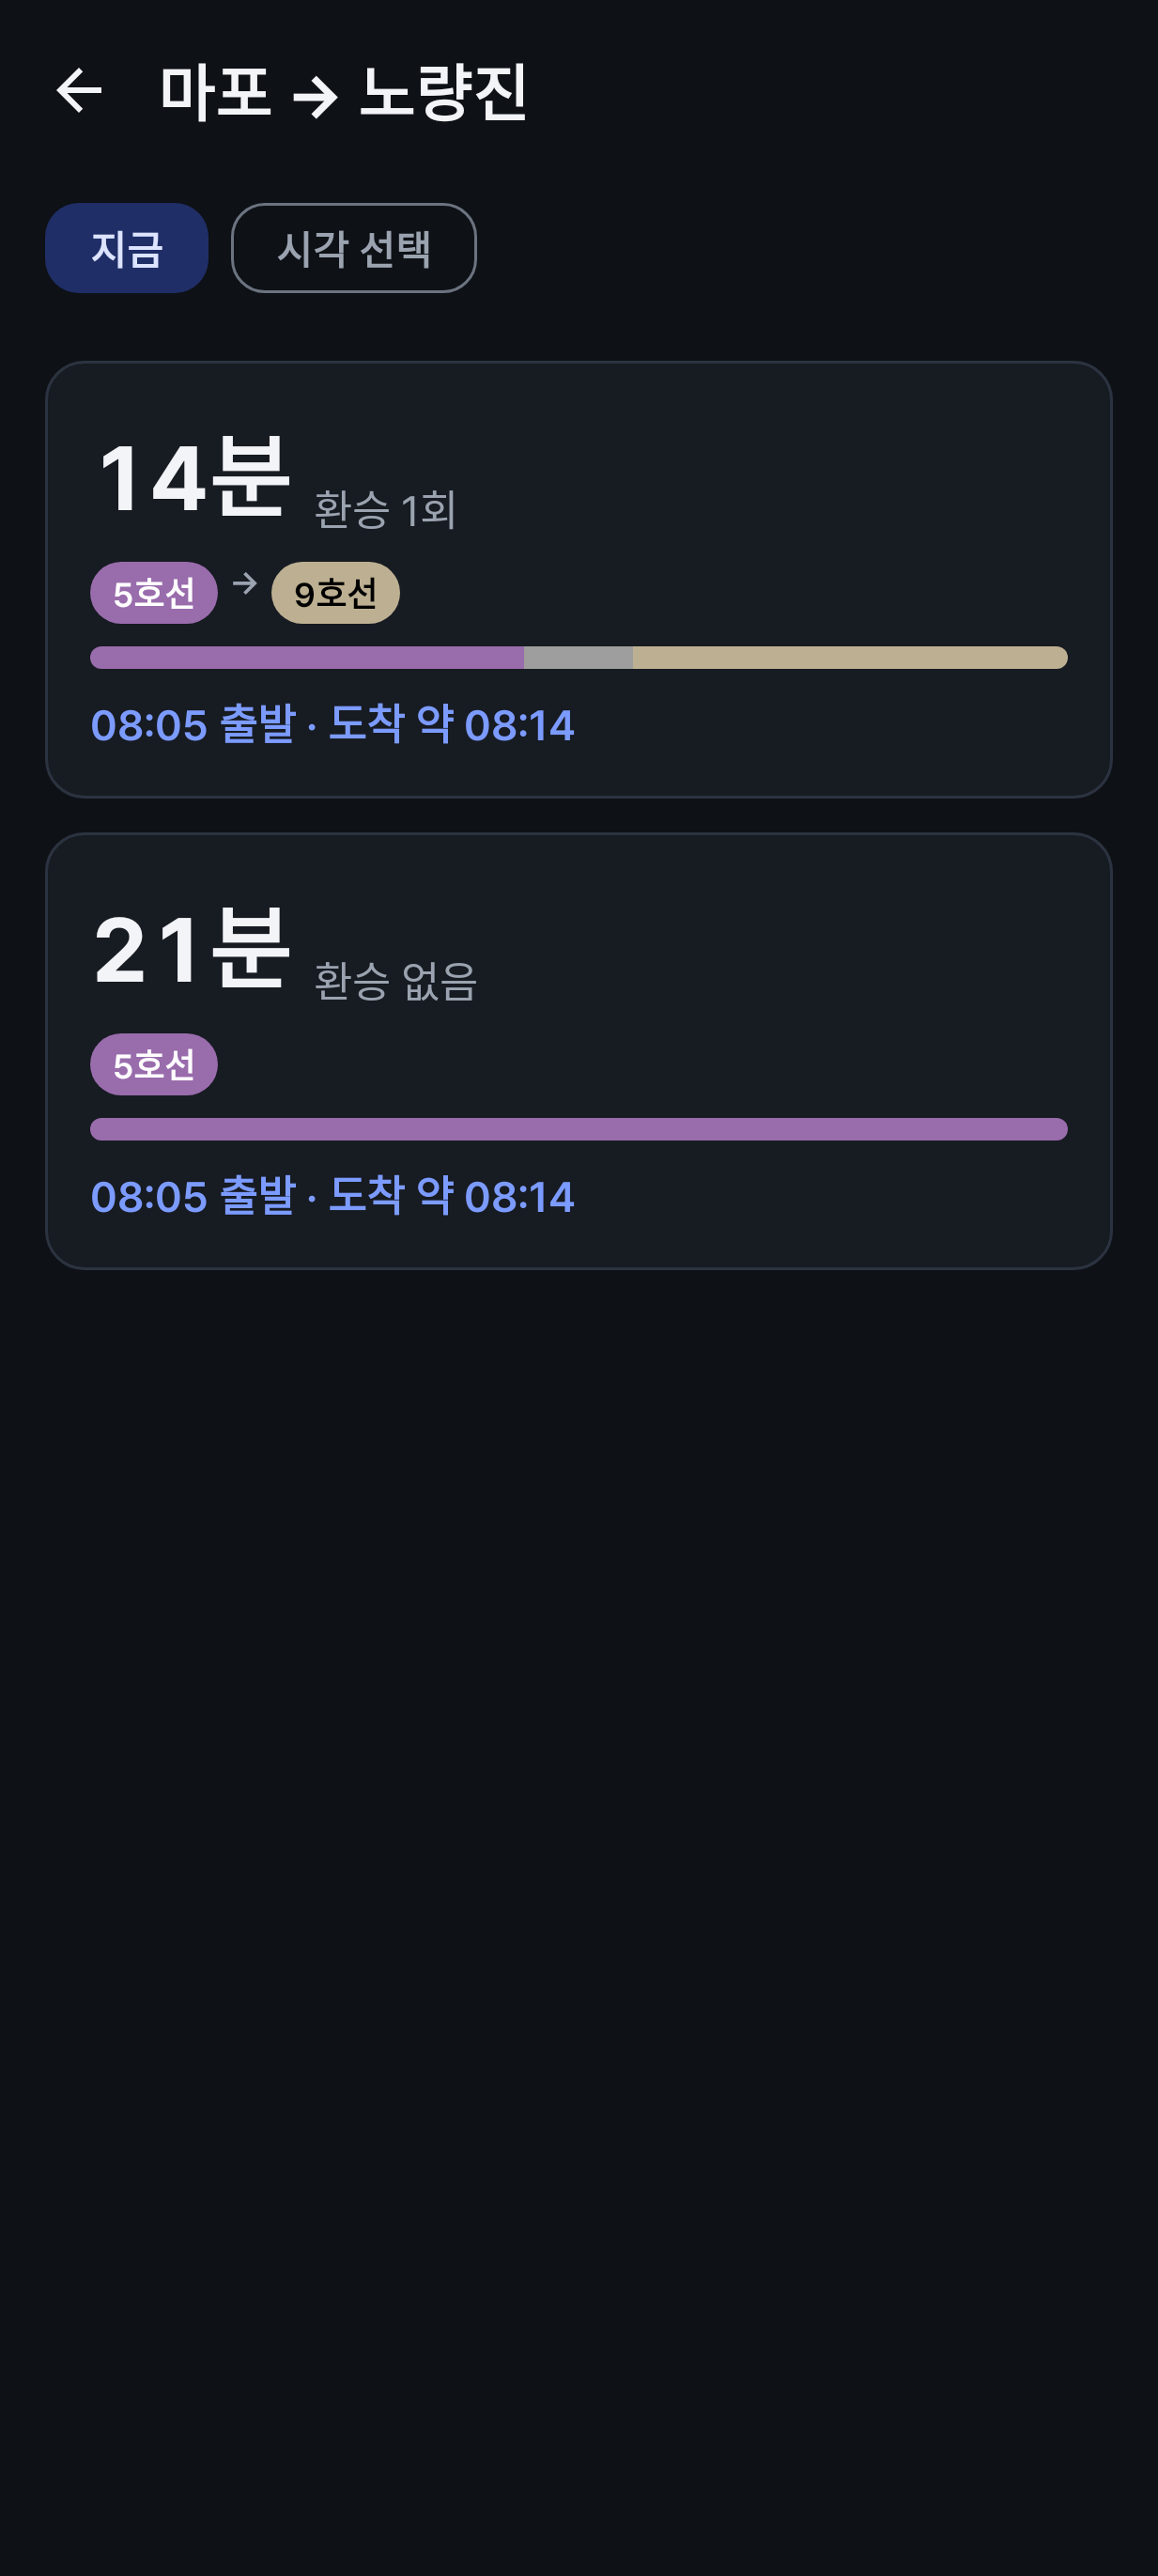 마포 → 노량진
지금 시각 선택
14분 환승 1회
5호선 → 9호선
08:05 출발 · 도착 약 08:14
21분 환승 없음
5호선
08:05 출발 · 도착 약 08:14